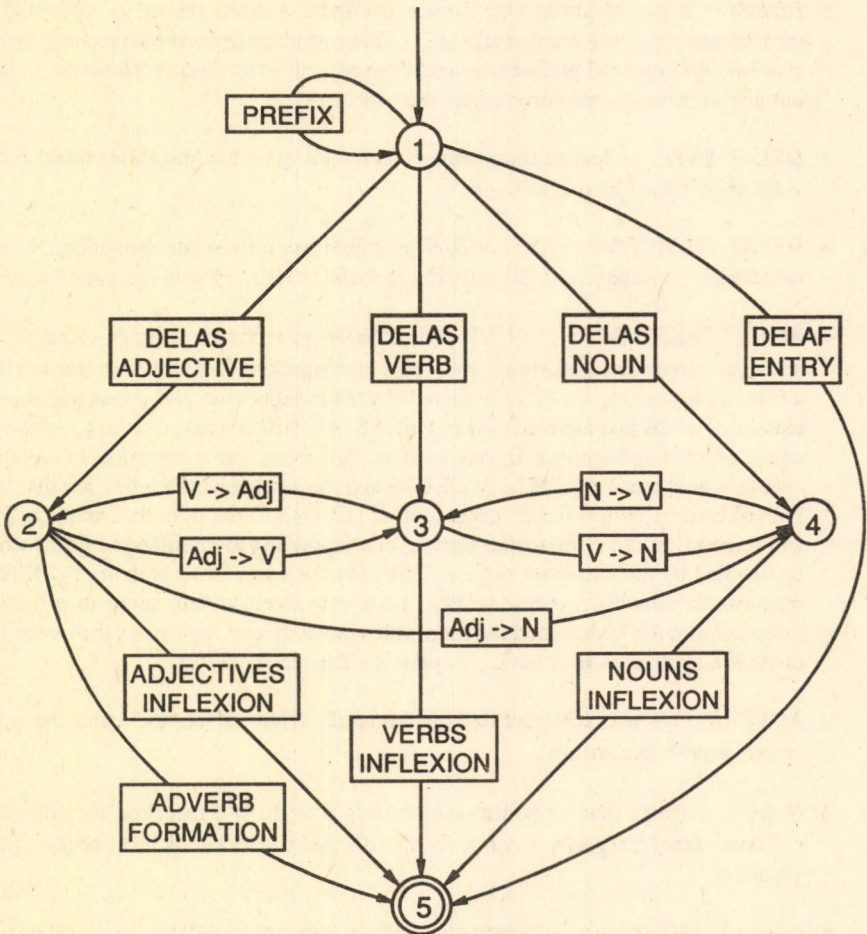 PREFIX
1
DELAS
ADJECTIVE
DELAS
VERB
DELAS
NOUN
DELAF
ENTRY
V -> Adj
N -> V
2
3
4
Adj -> V
V -> N
Adj -> N
ADJECTIVES
INFLEXION
NOUNS
INFLEXION
VERBS
INFLEXION
ADVERB
FORMATION
5